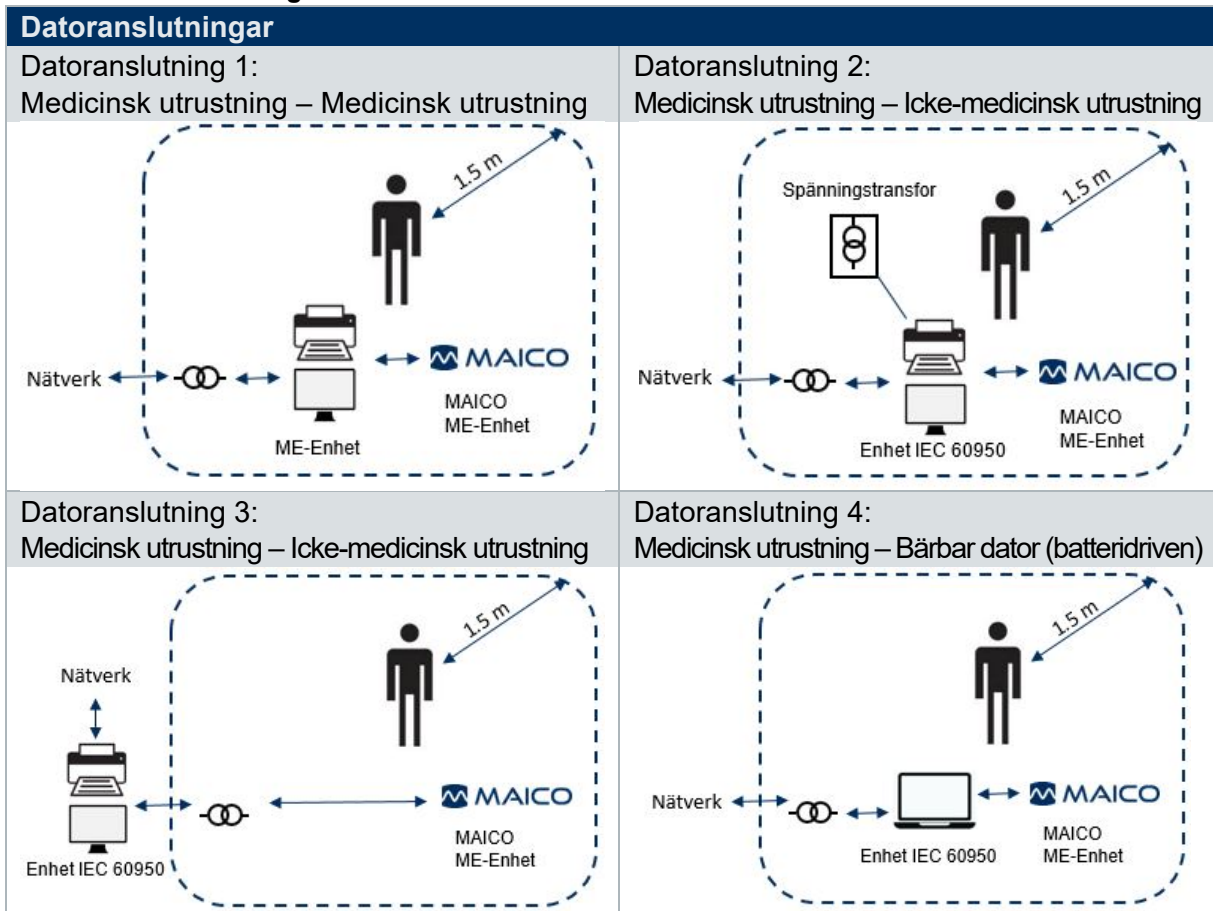 Datoranslutningar
Datoranslutning 1:
Medicinsk utrustning – Medicinsk utrustning
Datoranslutning 2:
Medicinsk utrustning – Icke-medicinsk utrustning
1.5 m
Nätverk
MAICO
MAICO
ME-Enhet
ME-Enhet
Spänningstransfor
1.5 m
Nätverk
MAICO
MAICO
ME-Enhet
Enhet IEC 60950
Datoranslutning 3:
Medicinsk utrustning – Icke-medicinsk utrustning
Datoranslutning 4:
Medicinsk utrustning – Bärbar dator (batteridriven)
1.5 m
Nätverk
MAICO
MAICO
ME-Enhet
Enhet IEC 60950
1.5 m
Nätverk
MAICO
MAICO
ME-Enhet
Enhet IEC 60950